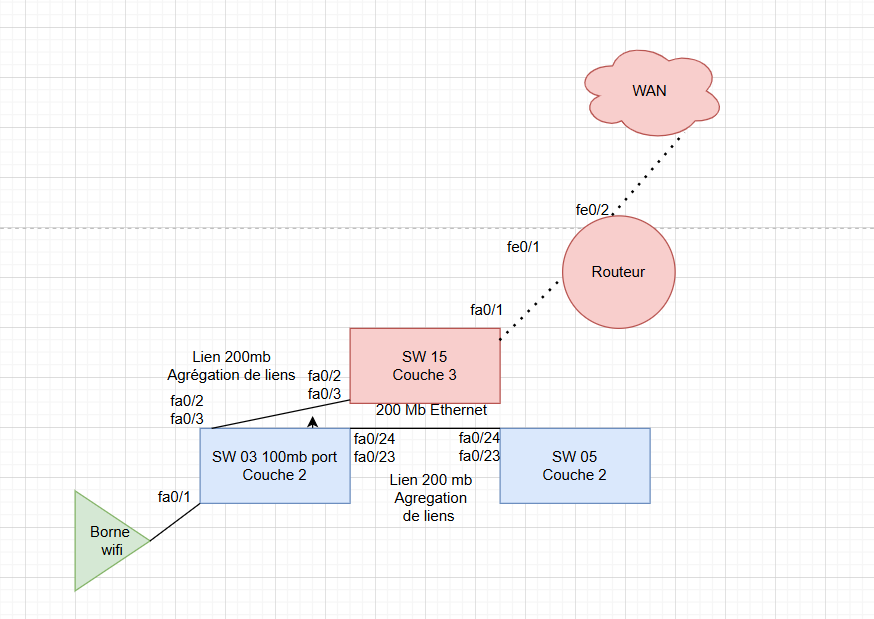 WAN
fe0/2
fe0/1
Routeur
fa0/1
SW 15
Couche 3
Lien 200mb
Agrégation de liens
fa0/2
fa0/3
fa0/2
fa0/3
200 Mb Ethernet
SW 03 100mb port
Couche 2
fa0/24
fa0/23
fa0/24
fa0/23
SW 05
Couche 2
Lien 200 mb
Agregation
de liens
fa0/1
Borne
wifi